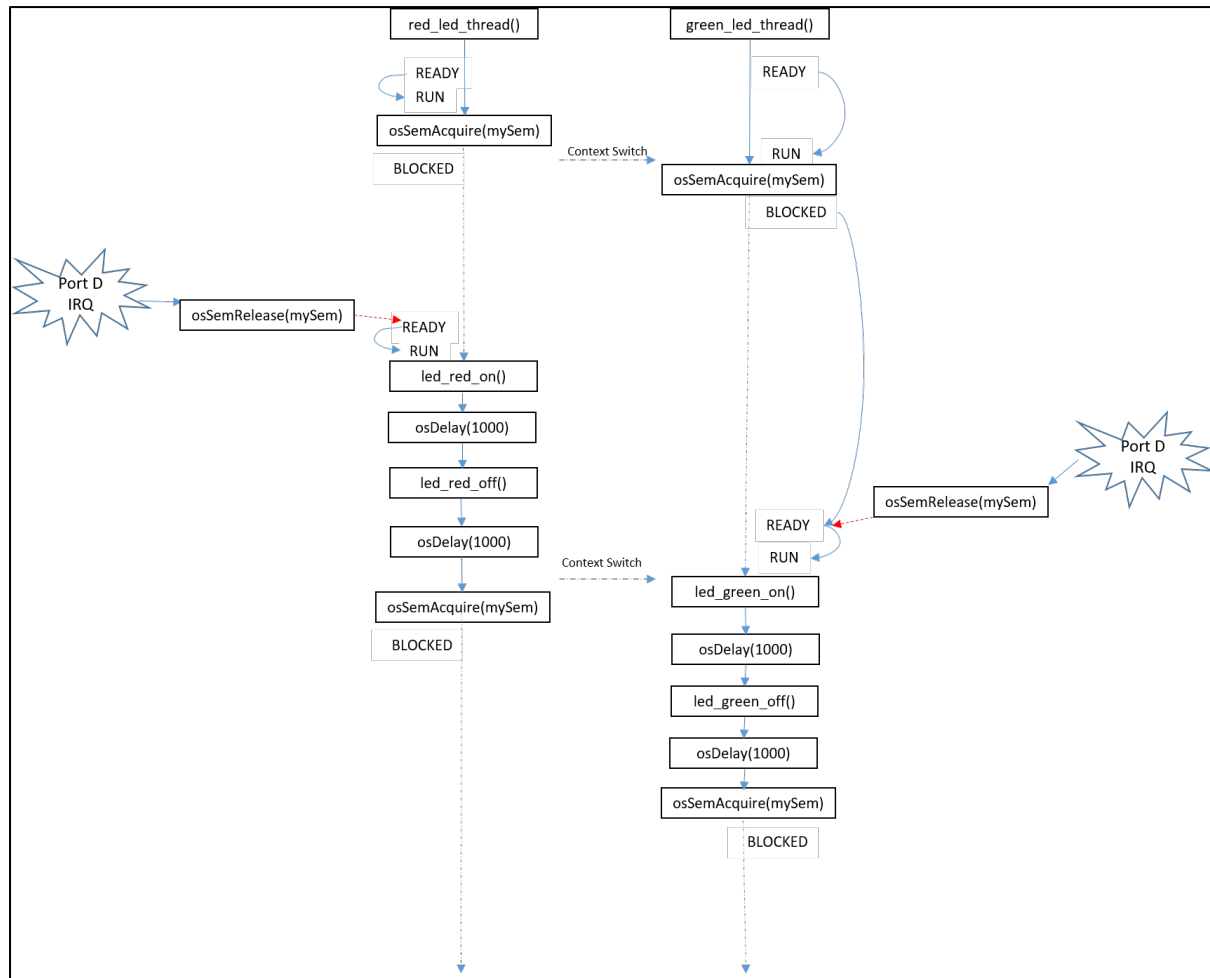 red_led_thread()
green_led_thread()
READY
RUN
READY
osSemAcquire(mySem)
Context Switch
RUN
BLOCKED
osSemAcquire(mySem)
BLOCKED
Port D
IRQ
osSemRelease(mySem)
READY
RUN
led_red_on()
osDelay(1000)
led_red_off()
Port D
IRQ
osSemRelease(mySem)
READY
osDelay(1000)
RUN
Context Switch
led_green_on()
osSemAcquire(mySem)
BLOCKED
osDelay(1000)
led_green_off()
osDelay(1000)
osSemAcquire(mySem)
BLOCKED